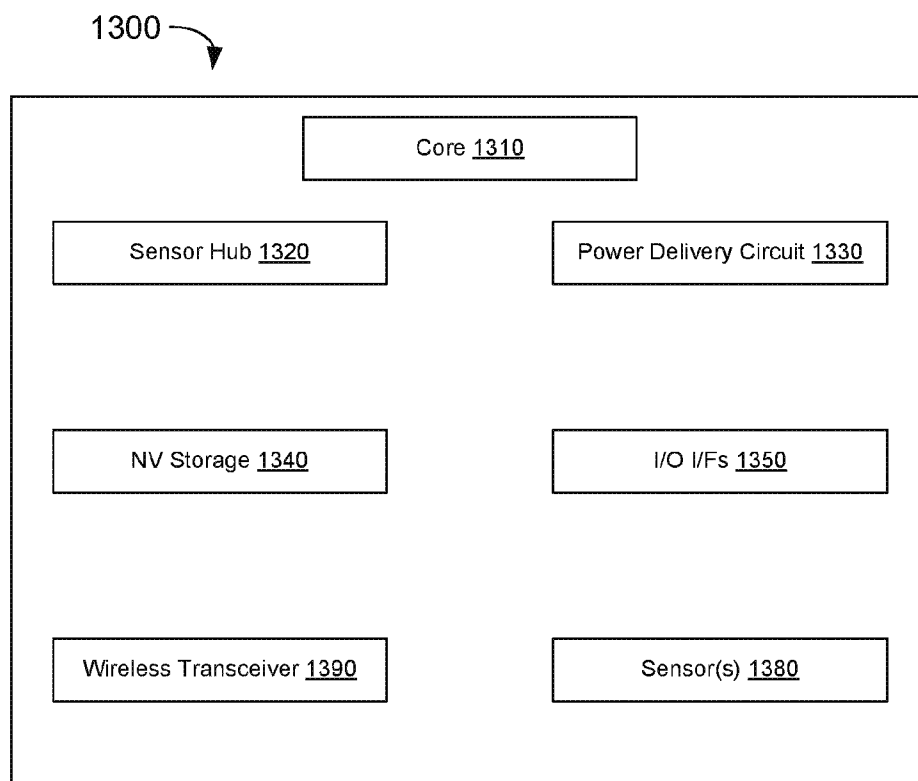 1300
Core 1310
Sensor Hub 1320
Power Delivery Circuit 1330
NV Storage 1340
I/O I/Fs 1350
Wireless Transceiver 1390
Sensor(s) 1380